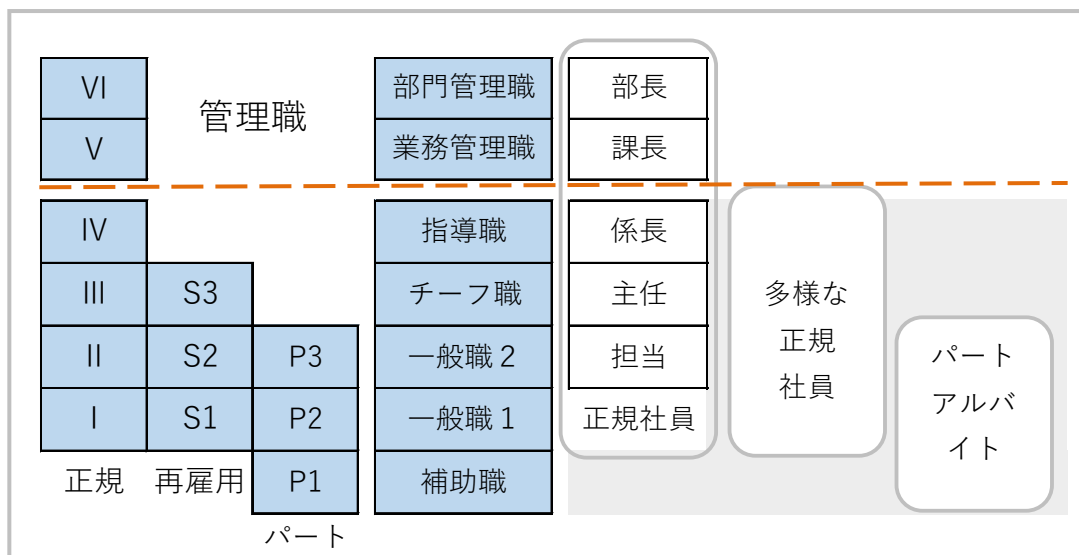 VI
管理職
部門管理職
部長
V
業務管理職
課長
IV
指導職
係長
III
S3
チーフ職
主任
多様な
正規
社員
II
S2
P3
一般職 2
担当
パート
アルバ
イト
I
S1
P2
一般職 1
正規社員
正規
再雇用
P1
補助職
パート